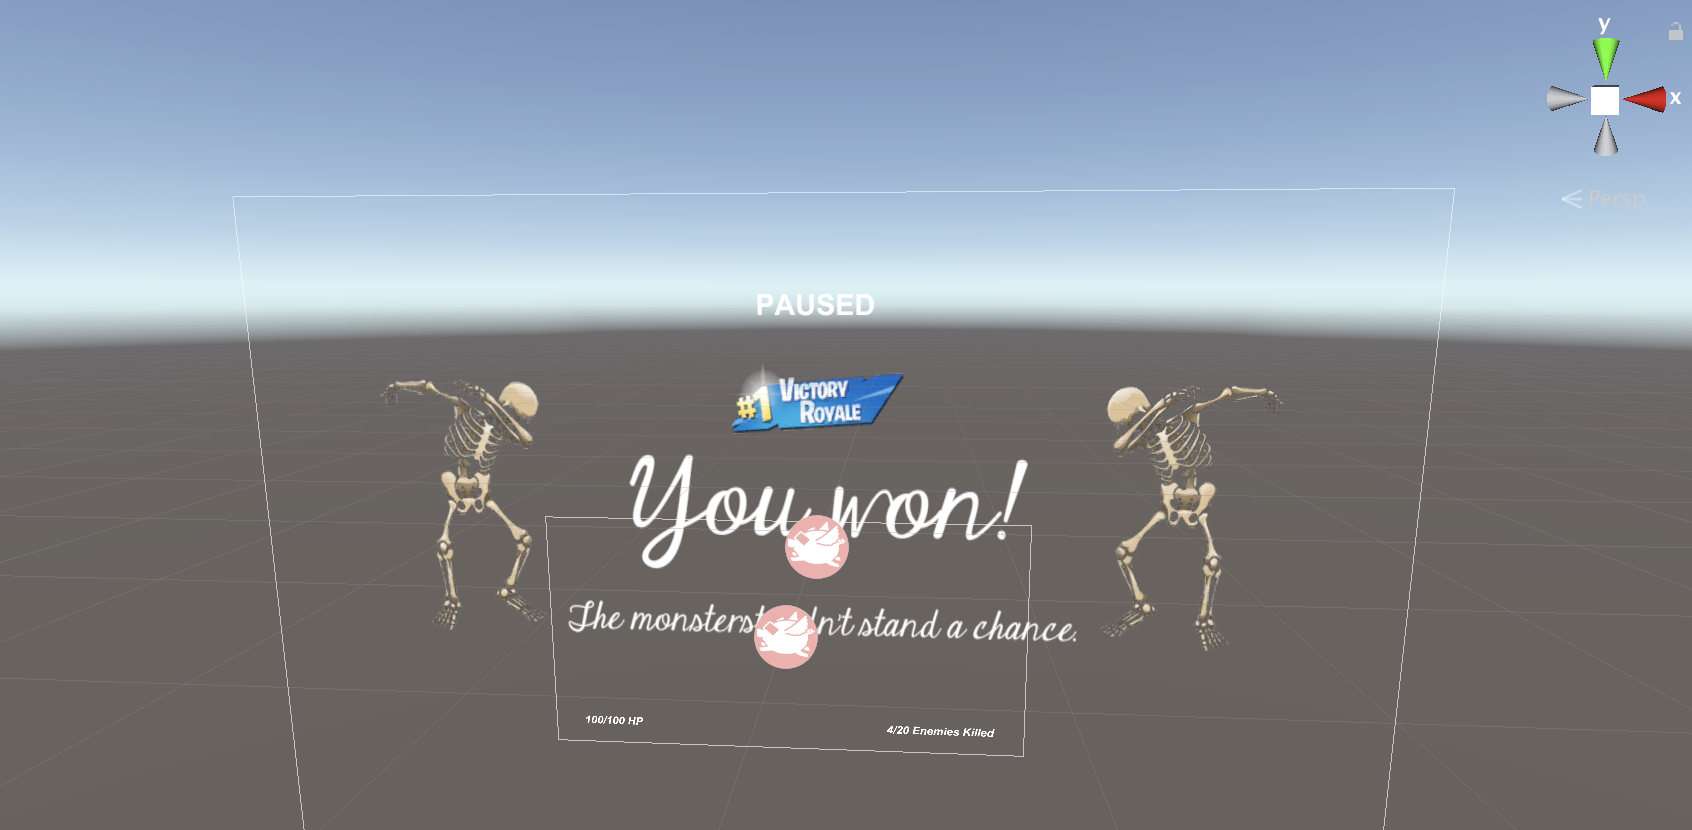 y
x
Persp
PAUSED
#1 VICTORY
ROYALE
You won!
The monsters n't stand a chance.
100/100 HP
4/20 Enemies Killed